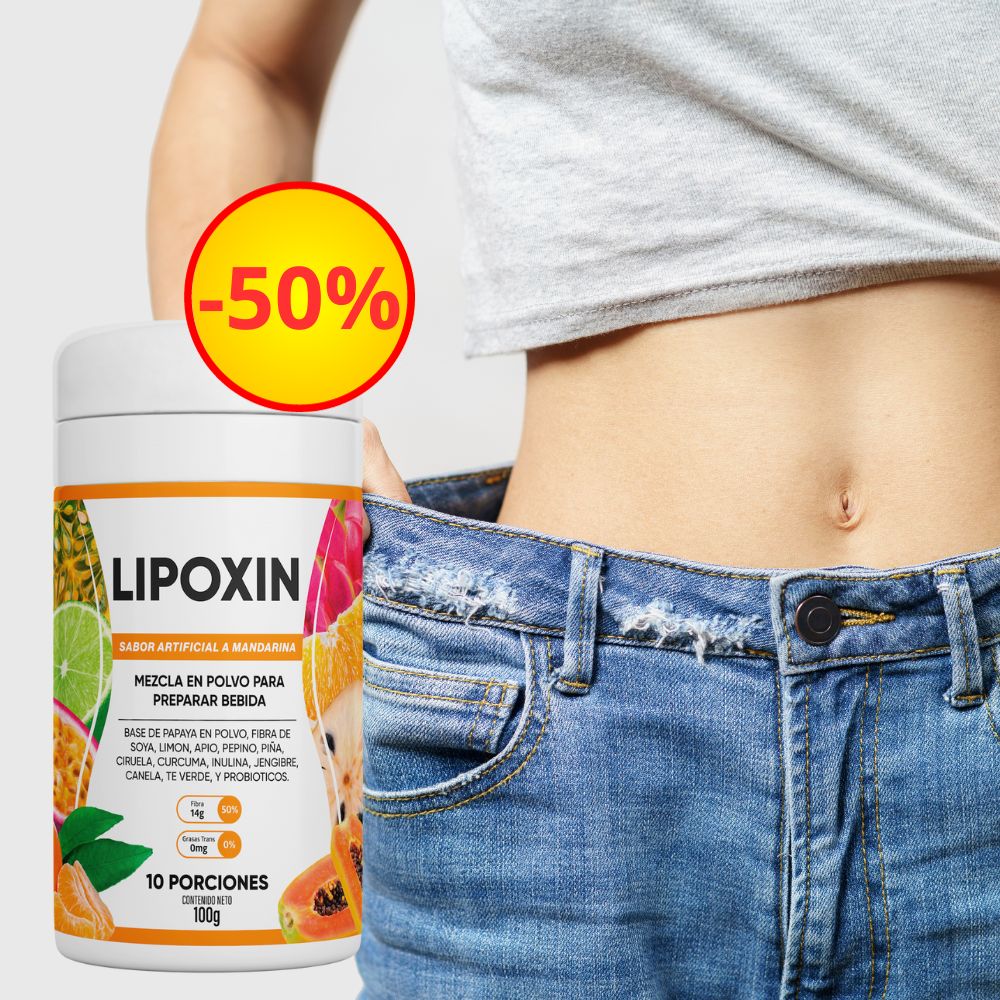 -50%
LIPOXIN
SABOR ARTIFICIAL A MANDARINA
MEZCLA EN POLVO PARA
PREPARAR BEBIDA
BASE DE PAPAYA EN POLVO, FIBRA DE
SOYA, LIMON, APIO, PEPINO, PIÑA,
CIRUELA, CURCUMA, INULINA, JENGIBRE,
CANELA, TE VERDE, Y PROBIOTICOS.
Fibra
14g 50%
Grasas Trans
0mg 0%
10 PORCIONES
CONTENIDO NETO
100g